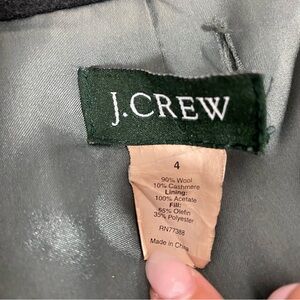 J.CREW
4
90% Wool
10% Cashmere
Lining:
100% Acetate
Fill:
65% Olefin
35% Polyester
RN77388
Made in China